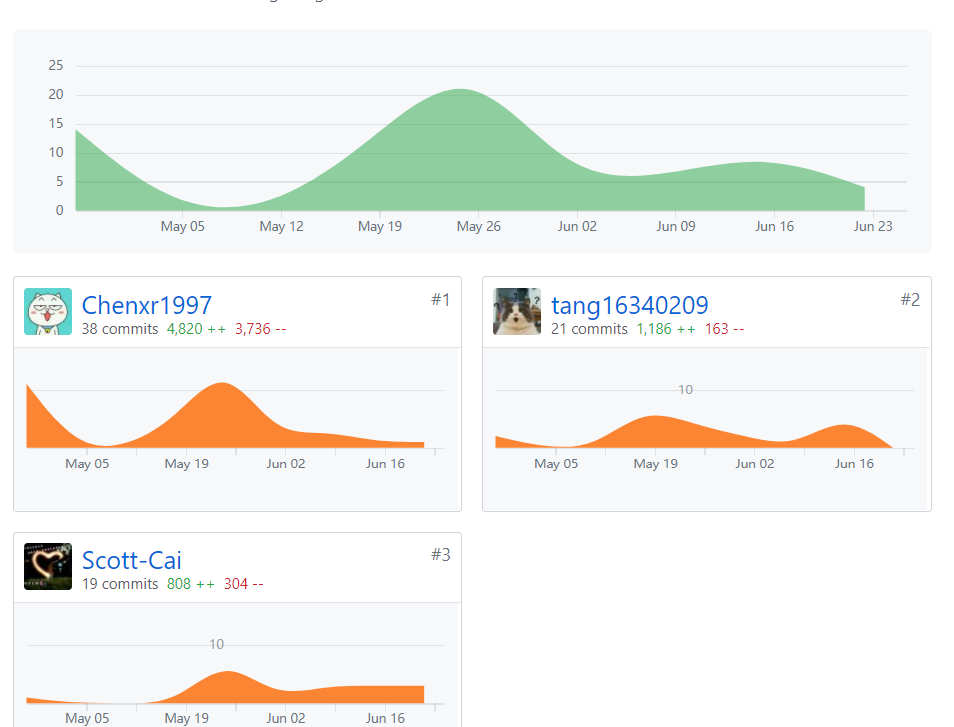 25
20
15
10
5
0
May 05 May 12 May 19 May 26 Jun 02 Jun 09 Jun 16 Jun 23
Chenxr1997 #1
38 commits 4,820 ++ 3,736 --
May 05 May 19 Jun 02 Jun 16
tang16340209 #2
21 commits 1,186 ++ 163 --
10
May 05 May 19 Jun 02 Jun 16
Scott-Cai #3
19 commits 808 ++ 304 --
10
May 05 May 19 Jun 02 Jun 16